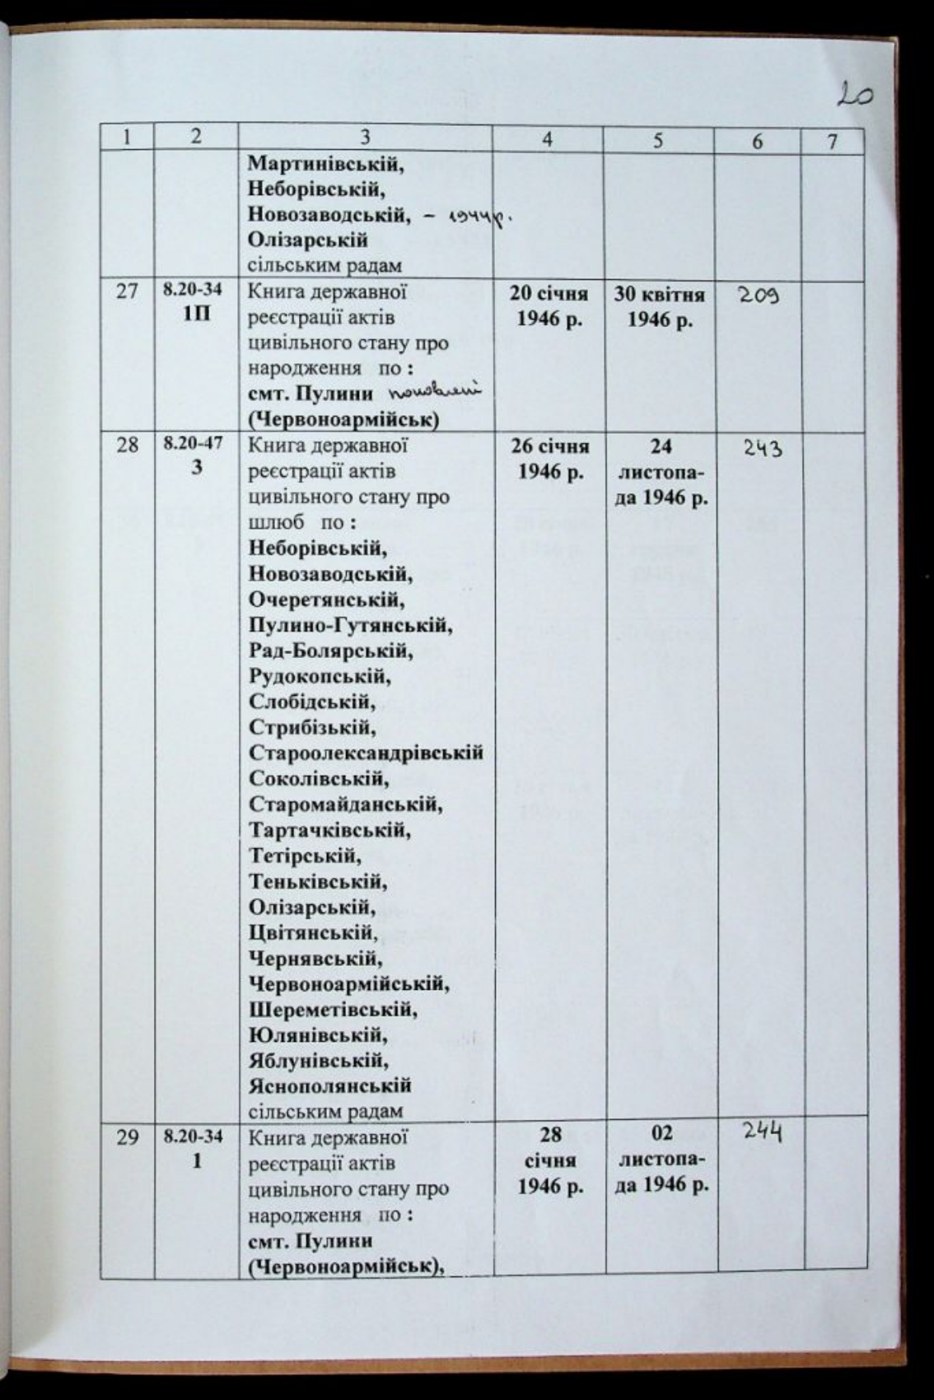 20
1 2 3 4 5 6 7
Мартинівській,
Неборівській,
Новозаводській, – 1944р.
Олізарській
сільським радам
27 8.20-34 Книга державної 20 січня 30 квітня 209
1П реєстрації актів 1946 р. 1946 р.
цивільного стану про
народження по :
смт. Пулини поновлені
(Червоноармійськ)
28 8.20-47 Книга державної 26 січня 24 243
3 реєстрації актів 1946 р. листопа-
цивільного стану про да 1946 р.
шлюб по :
Неборівській,
Новозаводській,
Очеретянській,
Пулино-Гутянській,
Рад-Болярській,
Рудокопській,
Слобідській,
Стрибізькій,
Староолександрівській
Соколівській,
Старомайданській,
Тартачківській,
Тетірській,
Теньківській,
Олізарській,
Цвітянській,
Чернявській,
Червоноармійській,
Шереметівській,
Юлянівській,
Яблунівській,
Яснополянській
сільським радам
29 8.20-34 Книга державної 28 02 244
1 реєстрації актів січня листопа-
цивільного стану про 1946 р. да 1946 р.
народження по :
смт. Пулини
(Червоноармійськ),